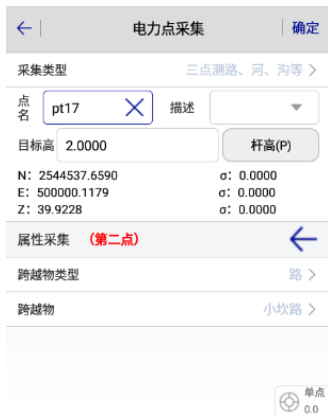 电力点采集 确定
采集类型 三点测路、河、沟等
点名 pt17 描述
目标高 2.0000 杆高(P)
N: 2544537.6590 σ: 0.0000
E: 500000.1179 σ: 0.0000
Z: 39.9228 σ: 0.0000
属性采集 (第二点)
跨越物类型 路
跨越物 小坎路
单点
0.0